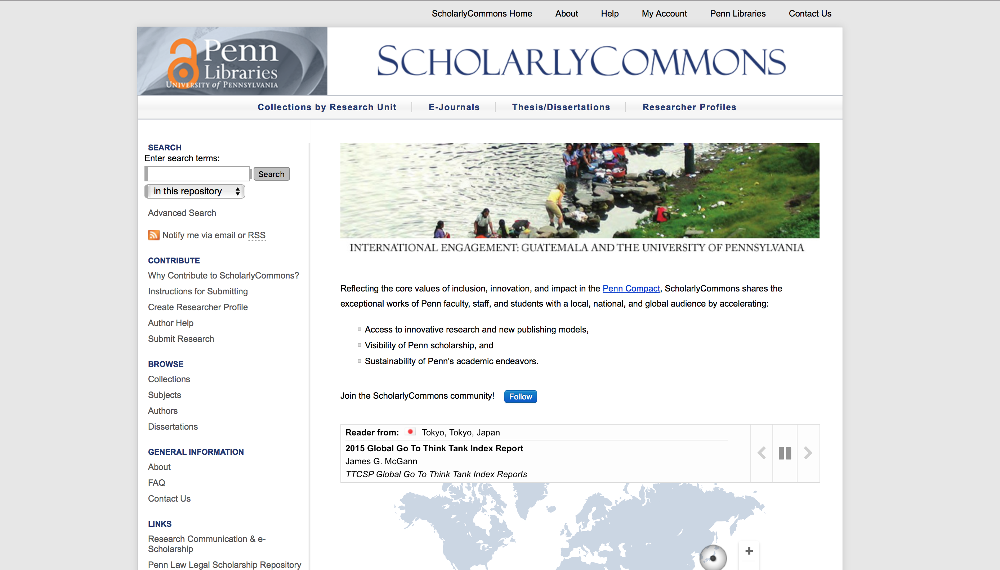 ScholarlyCommons Home About Help My Account Penn Libraries Contact Us
Penn
Libraries
UNIVERSITY of PENNSYLVANIA
SCHOLARLYCOMMONS
Collections by Research Unit E-Journals Thesis/Dissertations Researcher Profiles
SEARCH
Enter search terms:
Search
in this repository
Advanced Search
Notify me via email or RSS
CONTRIBUTE
Why Contribute to ScholarlyCommons?
Instructions for Submitting
Create Researcher Profile
Author Help
Submit Research
BROWSE
Collections
Subjects
Authors
Dissertations
GENERAL INFORMATION
About
FAQ
Contact Us
LINKS
Research Communication & e-
Scholarship
Penn Law Legal Scholarship Repository
INTERNATIONAL ENGAGEMENT: GUATEMALA AND THE UNIVERSITY OF PENNSYLVANIA
Reflecting the core values of inclusion, innovation, and impact in the Penn Compact, ScholarlyCommons shares the
exceptional works of Penn faculty, staff, and students with a local, national, and global audience by accelerating:
Access to innovative research and new publishing models,
Visibility of Penn scholarship, and
Sustainability of Penn's academic endeavors.
Join the ScholarlyCommons community! Follow
Reader from: Tokyo, Tokyo, Japan
2015 Global Go To Think Tank Index Report
James G. McGann
TTCSP Global Go To Think Tank Index Reports
+